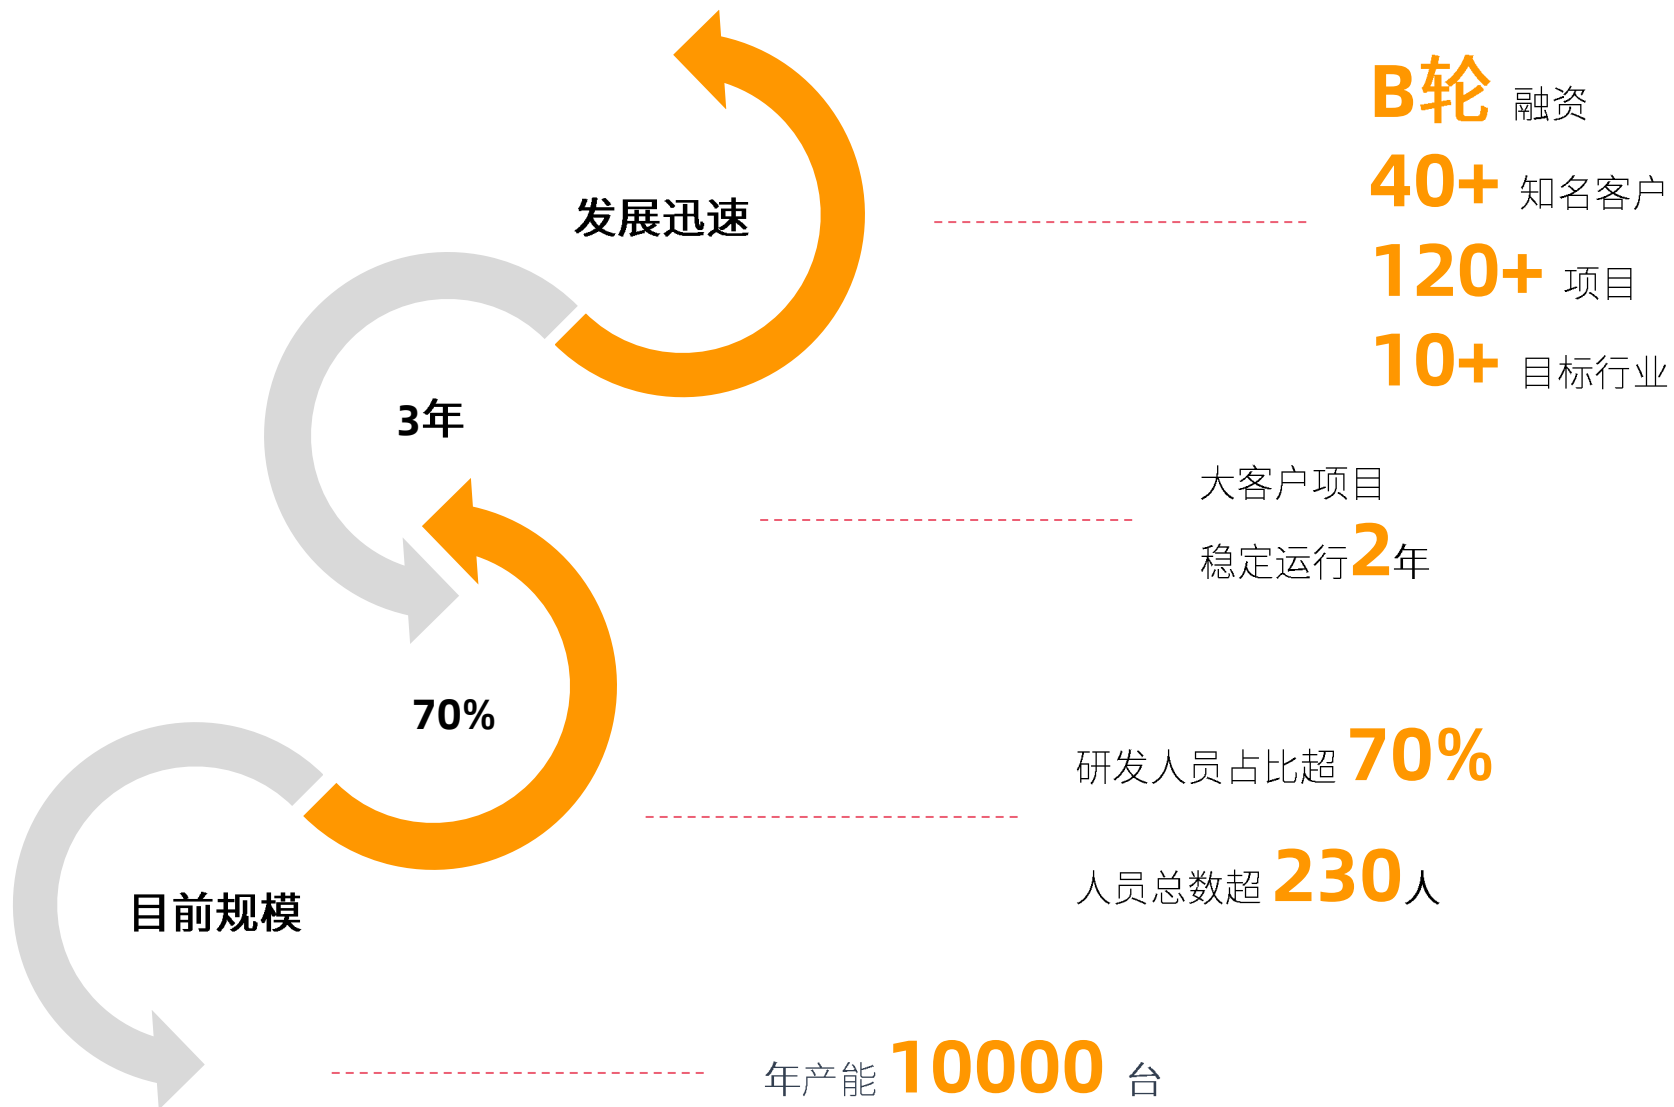 B轮 融资
40+ 知名客户
发展迅速
120+ 项目
10+ 目标行业
3年
大客户项目
稳定运行2年
70%
研发人员占比超 70%
人员总数超 230人
目前规模
年产能 10000 台